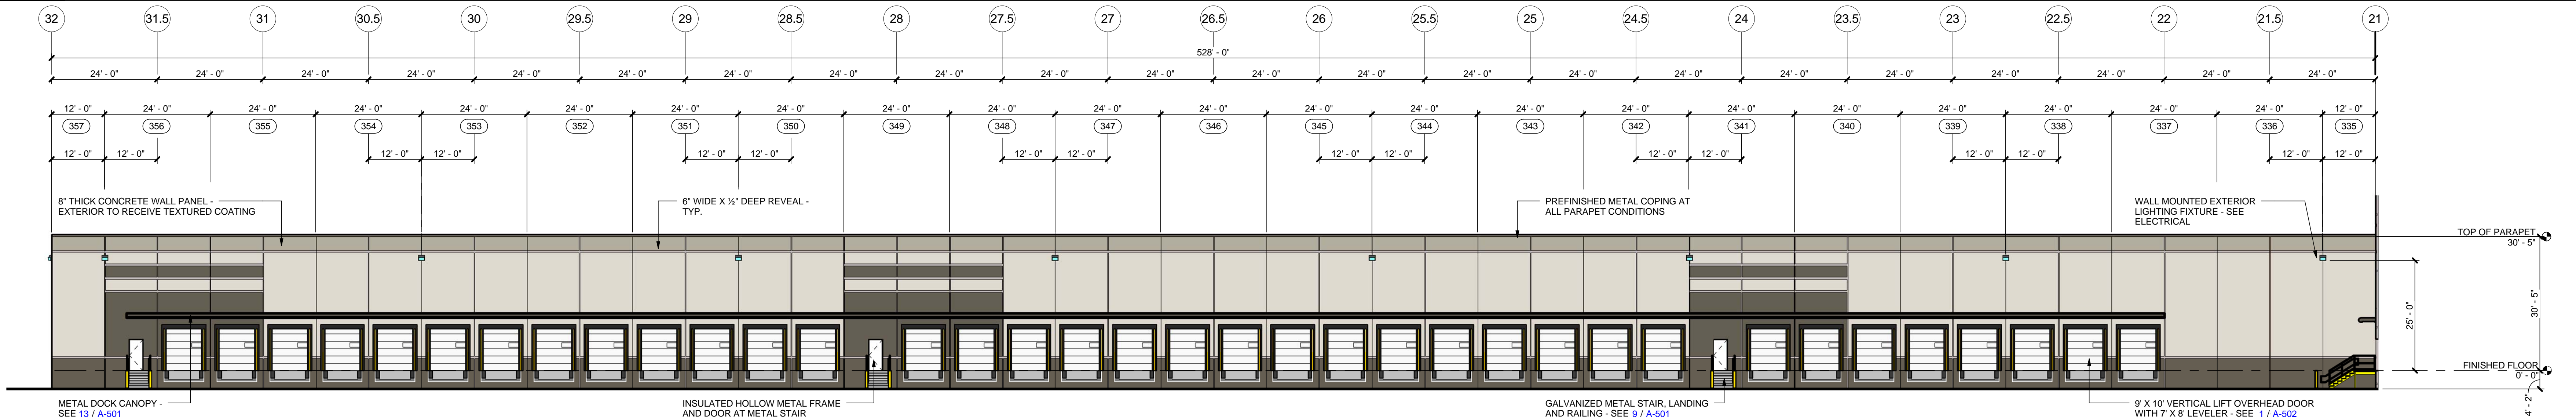 32 31.5 31 30.5 30 29.5 29 28.5 28 27.5 27 26.5 26 25.5 25 24.5 24 23.5 23 22.5 22 21.5 21
528' - 0"
24' - 0" 24' - 0" 24' - 0" 24' - 0" 24' - 0" 24' - 0" 24' - 0" 24' - 0" 24' - 0" 24' - 0" 24' - 0" 24' - 0" 24' - 0" 24' - 0" 24' - 0" 24' - 0" 24' - 0" 24' - 0" 24' - 0" 24' - 0" 24' - 0" 24' - 0"
12' - 0" 24' - 0" 24' - 0" 24' - 0" 24' - 0" 24' - 0" 24' - 0" 24' - 0" 24' - 0" 24' - 0" 24' - 0" 24' - 0" 24' - 0" 24' - 0" 24' - 0" 24' - 0" 24' - 0" 24' - 0" 24' - 0" 24' - 0" 24' - 0" 24' - 0" 12' - 0"
357 356 355 354 353 352 351 350 349 348 347 346 345 344 343 342 341 340 339 338 337 336 335
12' - 0" 12' - 0" 12' - 0" 12' - 0" 12' - 0" 12' - 0" 12' - 0" 12' - 0" 12' - 0" 12' - 0" 12' - 0" 12' - 0" 12' - 0" 12' - 0" 12' - 0" 12' - 0"
8" THICK CONCRETE WALL PANEL -
EXTERIOR TO RECEIVE TEXTURED COATING
6" WIDE X ½" DEEP REVEAL -
TYP.
PREFINISHED METAL COPING AT
ALL PARAPET CONDITIONS
WALL MOUNTED EXTERIOR
LIGHTING FIXTURE - SEE
ELECTRICAL
TOP OF PARAPET
30' - 5"
25' - 0"
30' - 5"
FINISHED FLOOR
0' - 0"
4' - 2"
METAL DOCK CANOPY -
SEE 13 / A-501
INSULATED HOLLOW METAL FRAME
AND DOOR AT METAL STAIR
GALVANIZED METAL STAIR, LANDING
AND RAILING - SEE 9 / A-501
9' X 10' VERTICAL LIFT OVERHEAD DOOR
WITH 7' X 8' LEVELER - SEE 1 / A-502